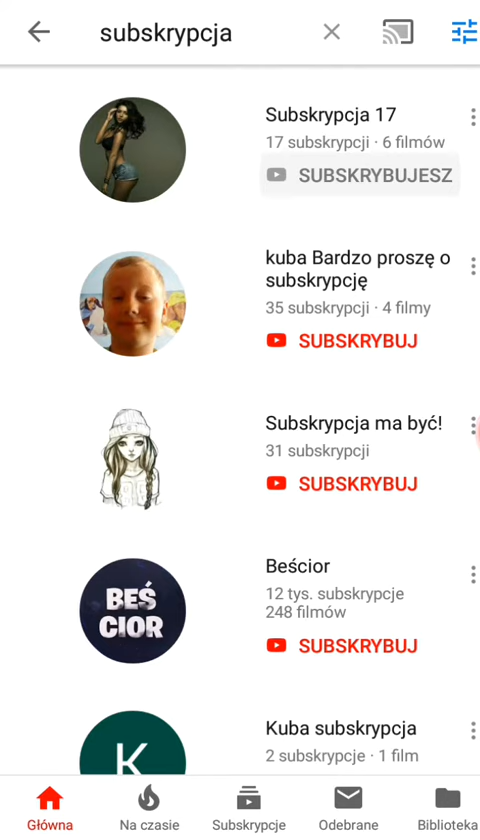 subskrypcja
Subskrypcja 17
17 subskrypcji · 6 filmów
SUBSKRYBUJESZ
kuba Bardzo proszę o
subskrypcję
35 subskrypcji · 4 filmy
SUBSKRYBUJ
Subskrypcja ma być!
31 subskrypcji
SUBSKRYBUJ
BEŚ
CIOR
Beścior
12 tys. subskrypcje
248 filmów
SUBSKRYBUJ
K
Kuba subskrypcja
2 subskrypcje · 1 film
Główna
Na czasie
Subskrypcje
Odebrane
Biblioteka